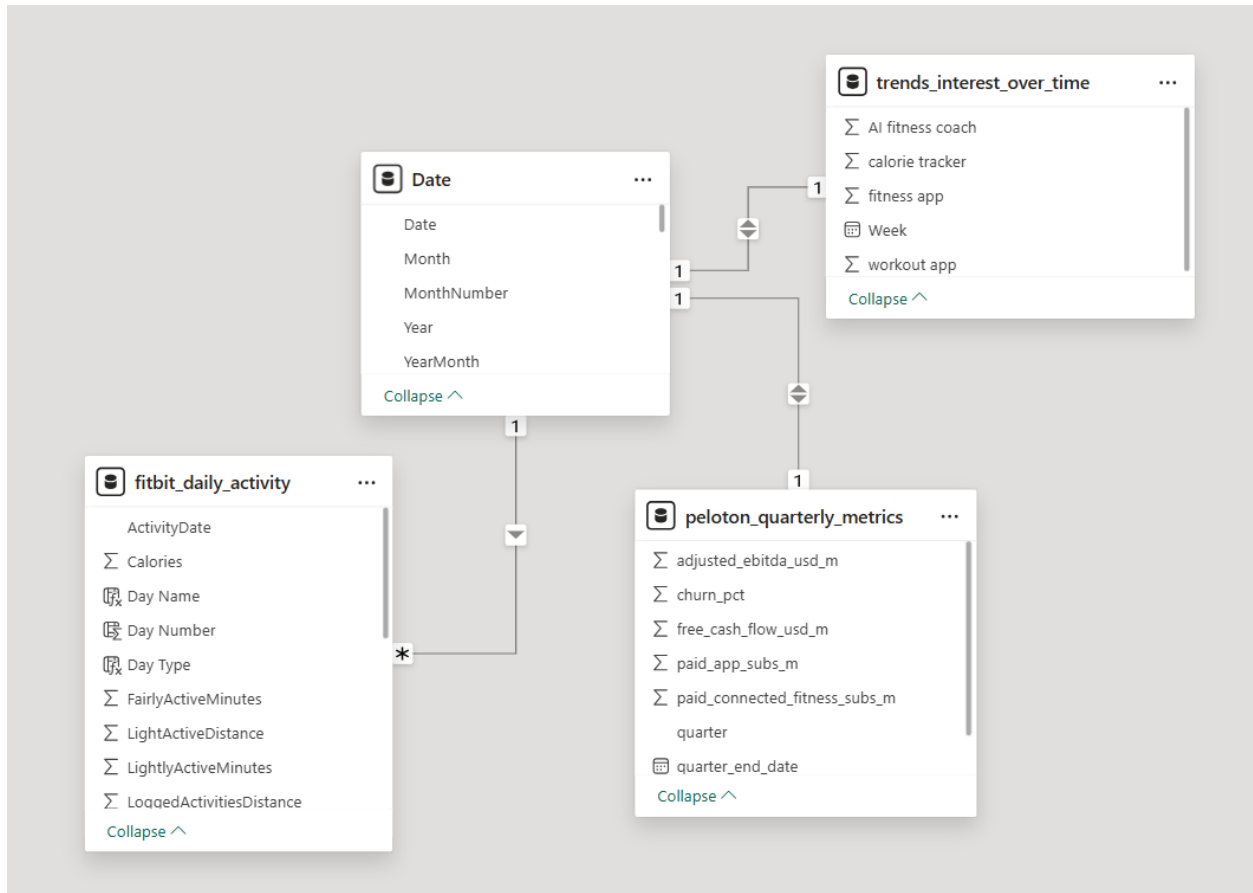 trends_interest_over_time
...
AI fitness coach
calorie tracker
fitness app
Week
workout app
Collapse
Date
...
Date
Month
MonthNumber
Year
YearMonth
Collapse
1
1
1
1
1
*
fitbit_daily_activity
...
ActivityDate
Calories
Day Name
Day Number
Day Type
FairlyActiveMinutes
LightActiveDistance
LightlyActiveMinutes
LoggedActivitiesDistance
Collapse
peloton_quarterly_metrics
...
adjusted_ebitda_usd_m
churn_pct
free_cash_flow_usd_m
paid_app_subs_m
paid_connected_fitness_subs_m
quarter
quarter_end_date
Collapse